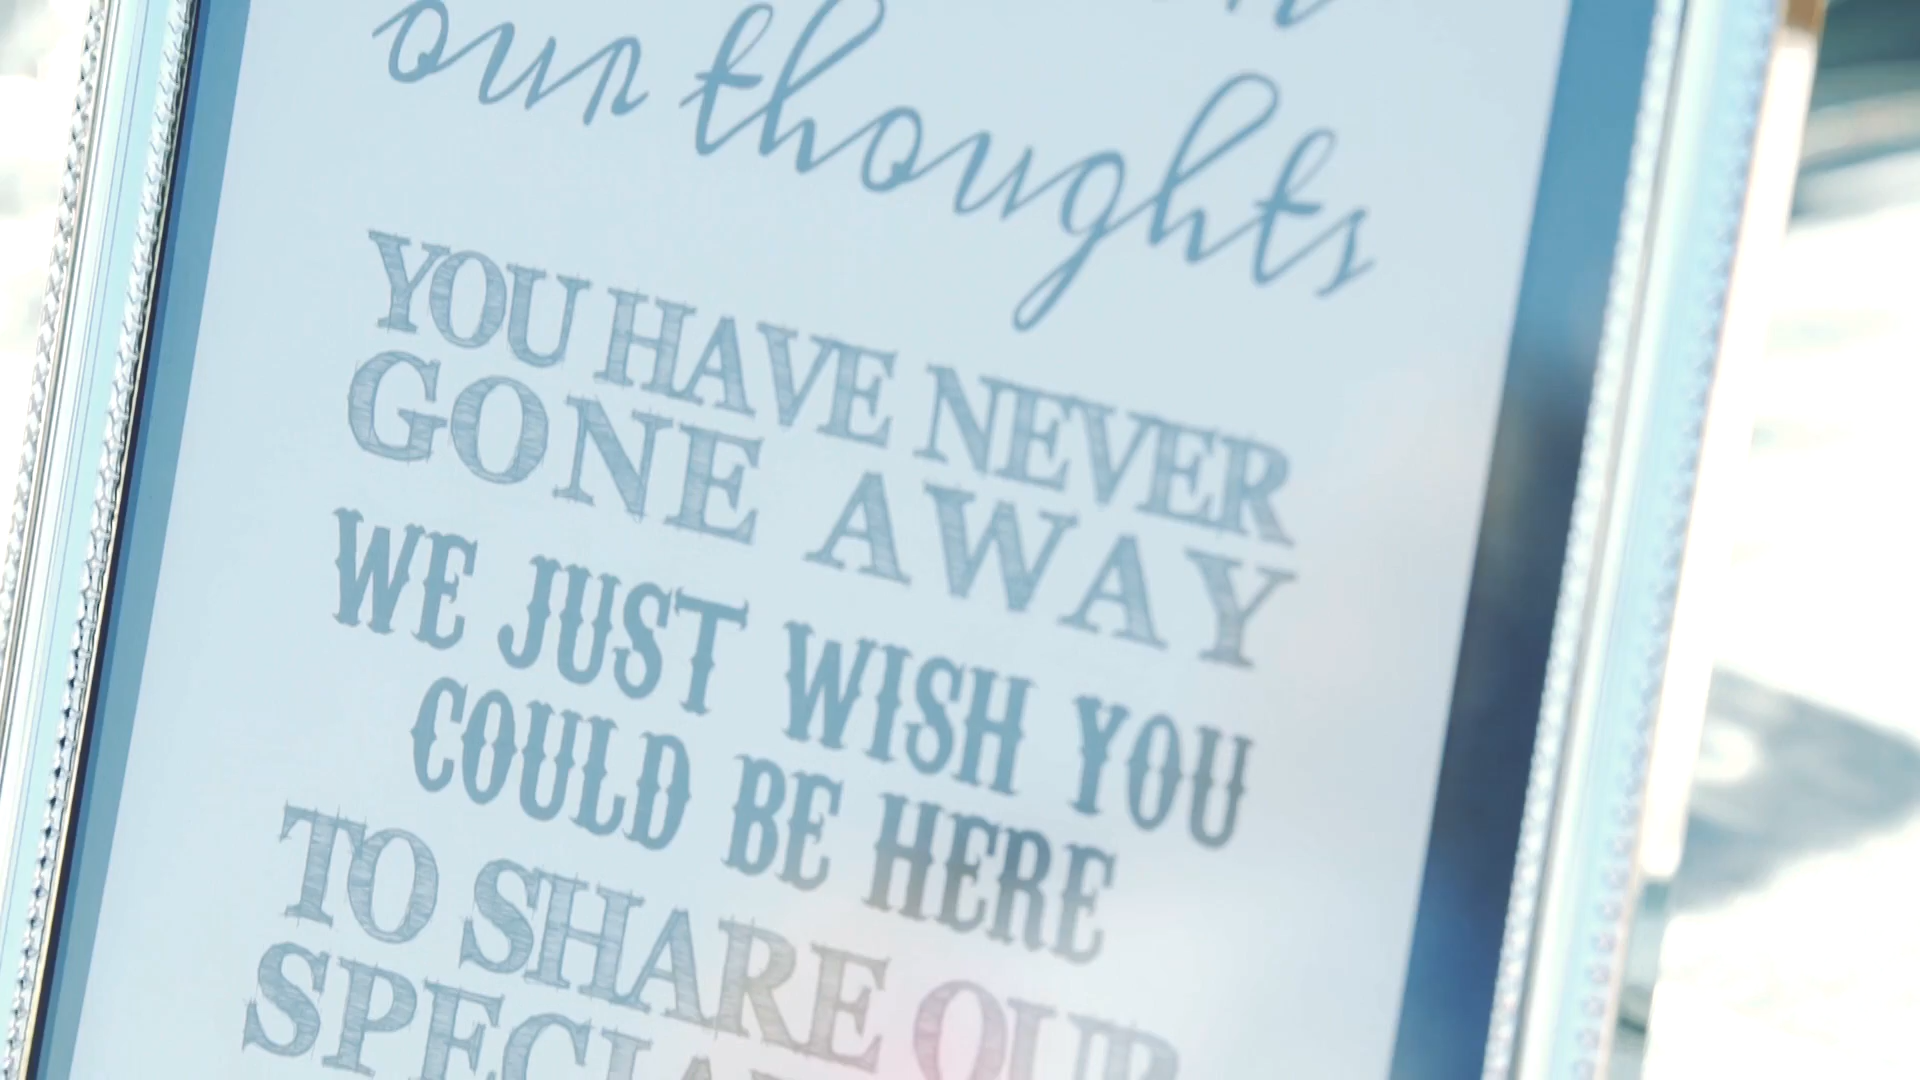 our thoughts
YOU HAVE NEVER
GONE AWAY
WE JUST WISH YOU
COULD BE HERE
TO SHARE OUR